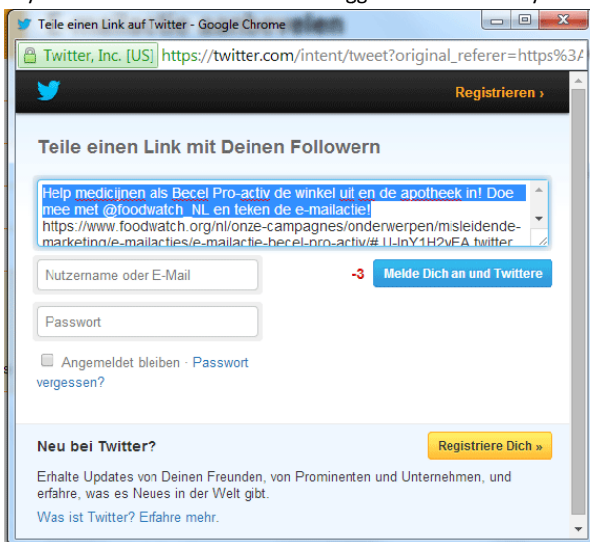 Teile einen Link auf Twitter - Google Chrome
Twitter, Inc. [US] https://twitter.com/intent/tweet?original_referer=https%3A
Registrieren ›
Teile einen Link mit Deinen Followern
Help medicijnen als Becel Pro-activ de winkel uit en de apotheek in! Doe
mee met @foodwatch_NL en teken de e-mailactie!
https://www.foodwatch.org/nl/onze-campagnes/onderwerpen/misleidende-
marketing/e-mailacties/e-mailactie-becel-pro-activ/#.U-InY1H2yEA.twitter
Nutzername oder E-Mail
-3 Melde Dich an und Twittere
Passwort
Angemeldet bleiben · Passwort
vergessen?
Neu bei Twitter?
Registriere Dich »
Erhalte Updates von Deinen Freunden, von Prominenten und Unternehmen, und
erfahre, was es Neues in der Welt gibt.
Was ist Twitter? Erfahre mehr.